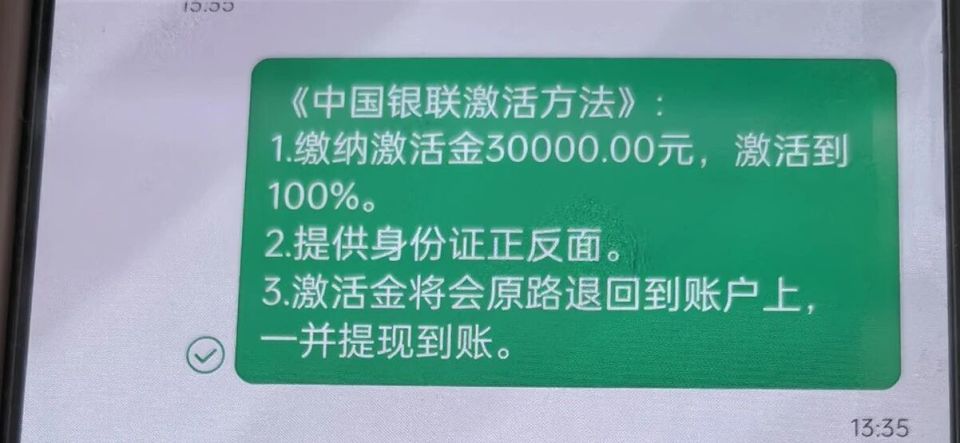 13:35
《中国银联激活方法》:
1.缴纳激活金30000.00元，激活到
100%。
2.提供身份证正反面。
3.激活金将会原路退回到账户上，
一并提现到账。
13:35